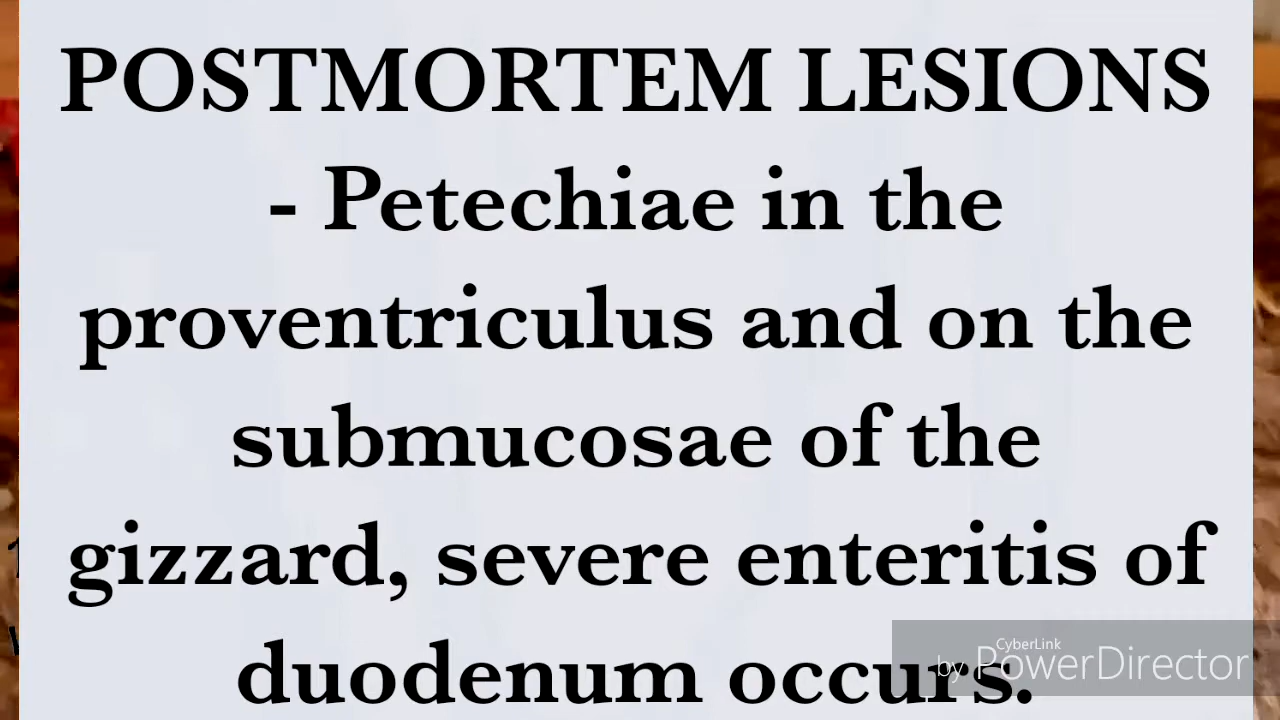 POSTMORTEM LESIONS
- Petechiae in the
proventriculus and on the
submucosae of the
gizzard, severe enteritis of
duodenum occurs.
CyberLink
by PowerDirector